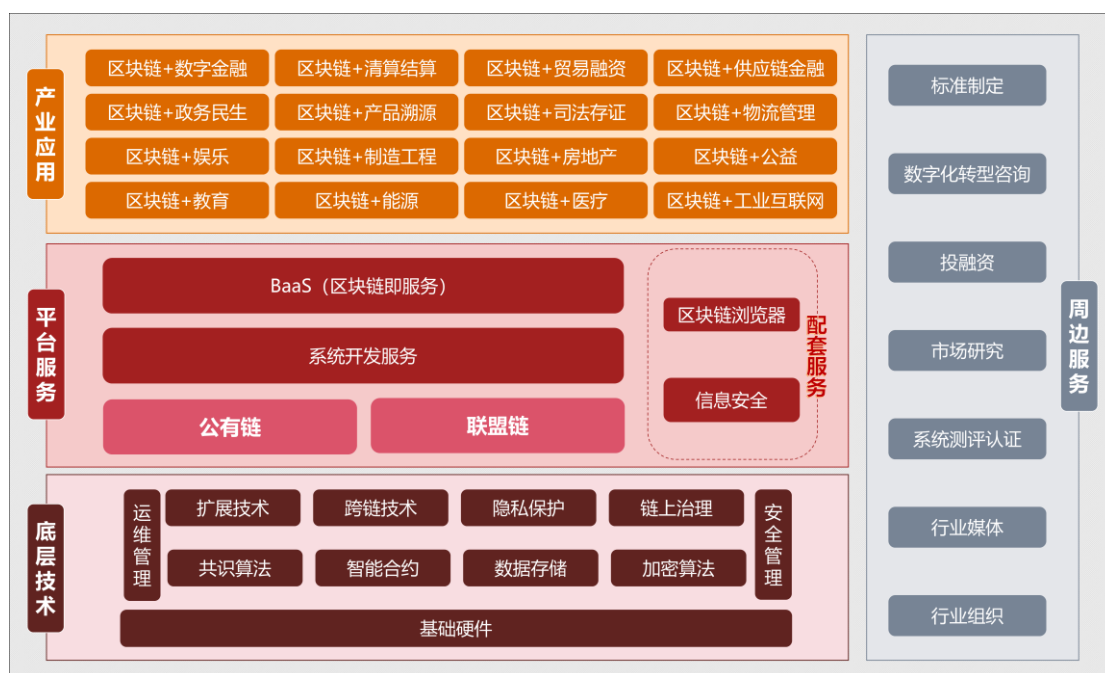 产业应用
区块链+数字金融
区块链+清算结算
区块链+贸易融资
区块链+供应链金融
区块链+政务民生
区块链+产品溯源
区块链+司法存证
区块链+物流管理
区块链+娱乐
区块链+制造工程
区块链+房地产
区块链+公益
区块链+教育
区块链+能源
区块链+医疗
区块链+工业互联网
平台服务
BaaS（区块链即服务）
系统开发服务
公有链
联盟链
区块链浏览器
信息安全
配套服务
底层技术
运维管理
扩展技术
跨链技术
隐私保护
链上治理
共识算法
智能合约
数据存储
加密算法
安全管理
基础硬件
标准制定
数字化转型咨询
投融资
市场研究
系统测评认证
行业媒体
行业组织
周边服务